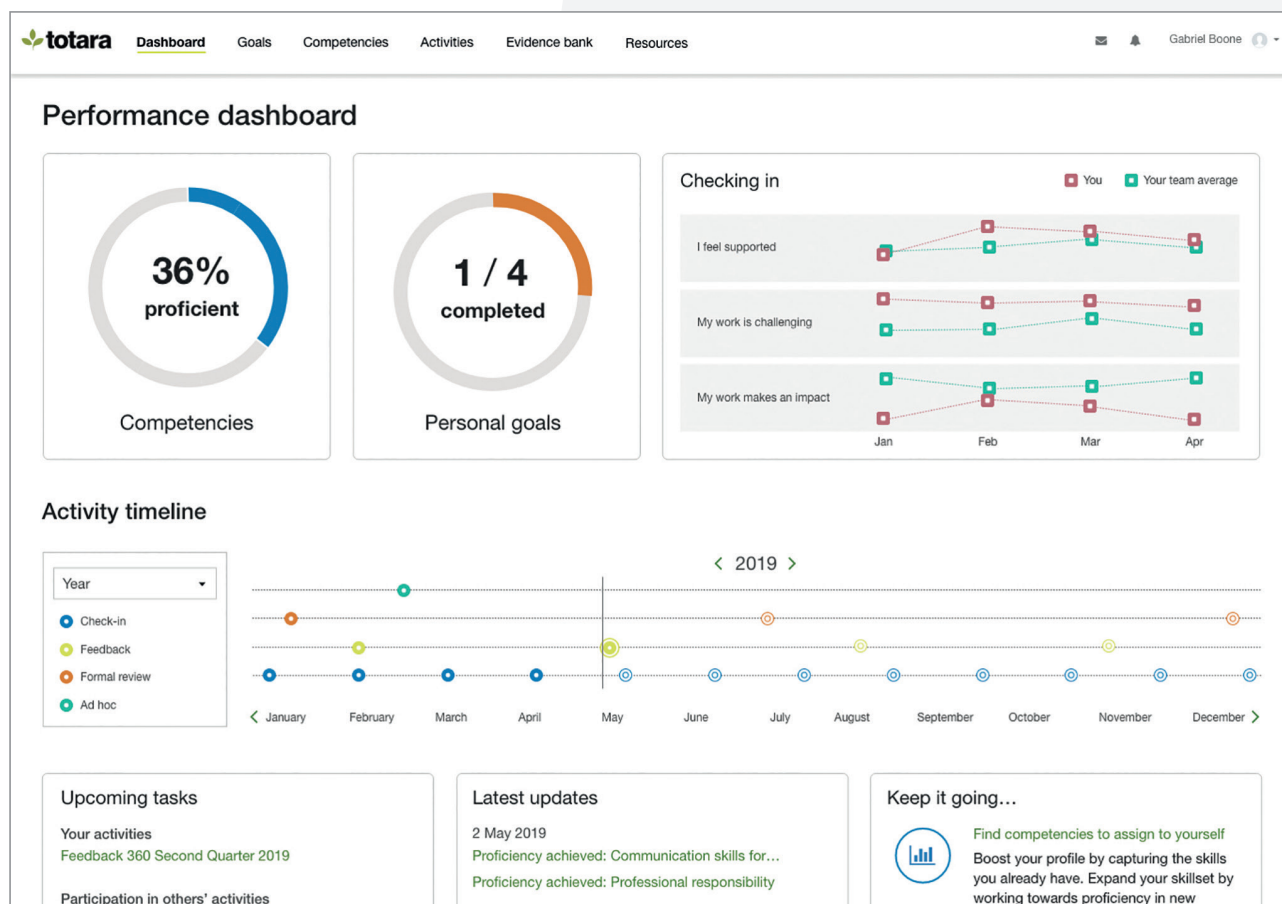 totara
Dashboard Goals Competencies Activities Evidence bank Resources
Gabriel Boone
Performance dashboard
36%
proficient
Competencies
1 / 4
completed
Personal goals
Checking in
You Your team average
I feel supported
My work is challenging
My work makes an impact
Jan Feb Mar Apr
Activity timeline
Year
Check-in
Feedback
Formal review
Ad hoc
< 2019 >
< January February March April May June July August September October November December >
Upcoming tasks
Your activities
Feedback 360 Second Quarter 2019
Participation in others' activities
Latest updates
2 May 2019
Proficiency achieved: Communication skills for...
Proficiency achieved: Professional responsibility
Keep it going...
Find competencies to assign to yourself
Boost your profile by capturing the skills
you already have. Expand your skillset by
working towards proficiency in new